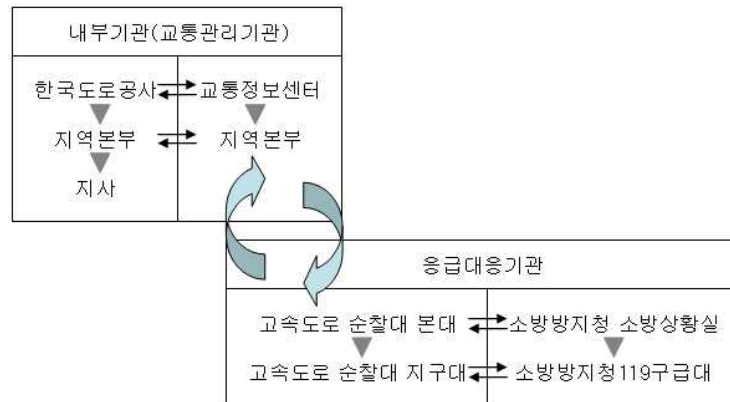 내부기관(교통관리기관)
한국도로공사 교통정보센터
지역본부 지역본부
지사
응급대응기관
고속도로 순찰대 본대 소방방지청 소방상황실
고속도로 순찰대 지구대 소방방지청119구급대